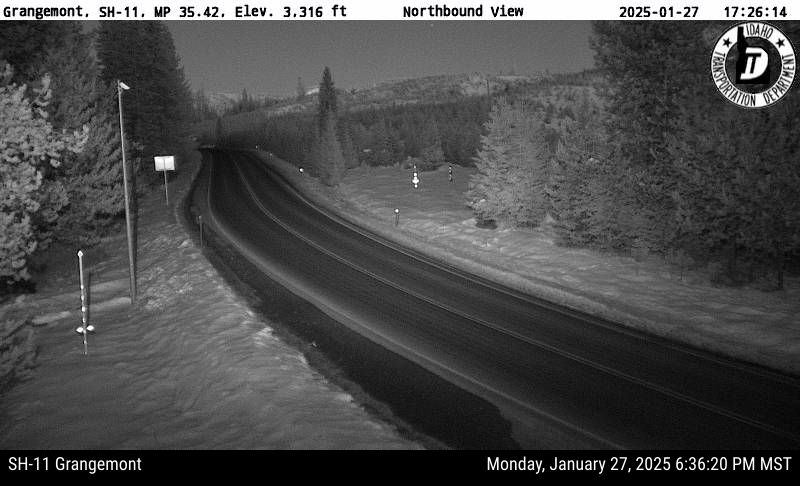 Grangemont, SH-11, MP 35.42, Elev. 3,316 ft Northbound View 2025-01-27 17:26:14
IDAHO
TRANSPORTATION DEPARTMENT
SH-11 Grangemont Monday, January 27, 2025 6:36:20 PM MST